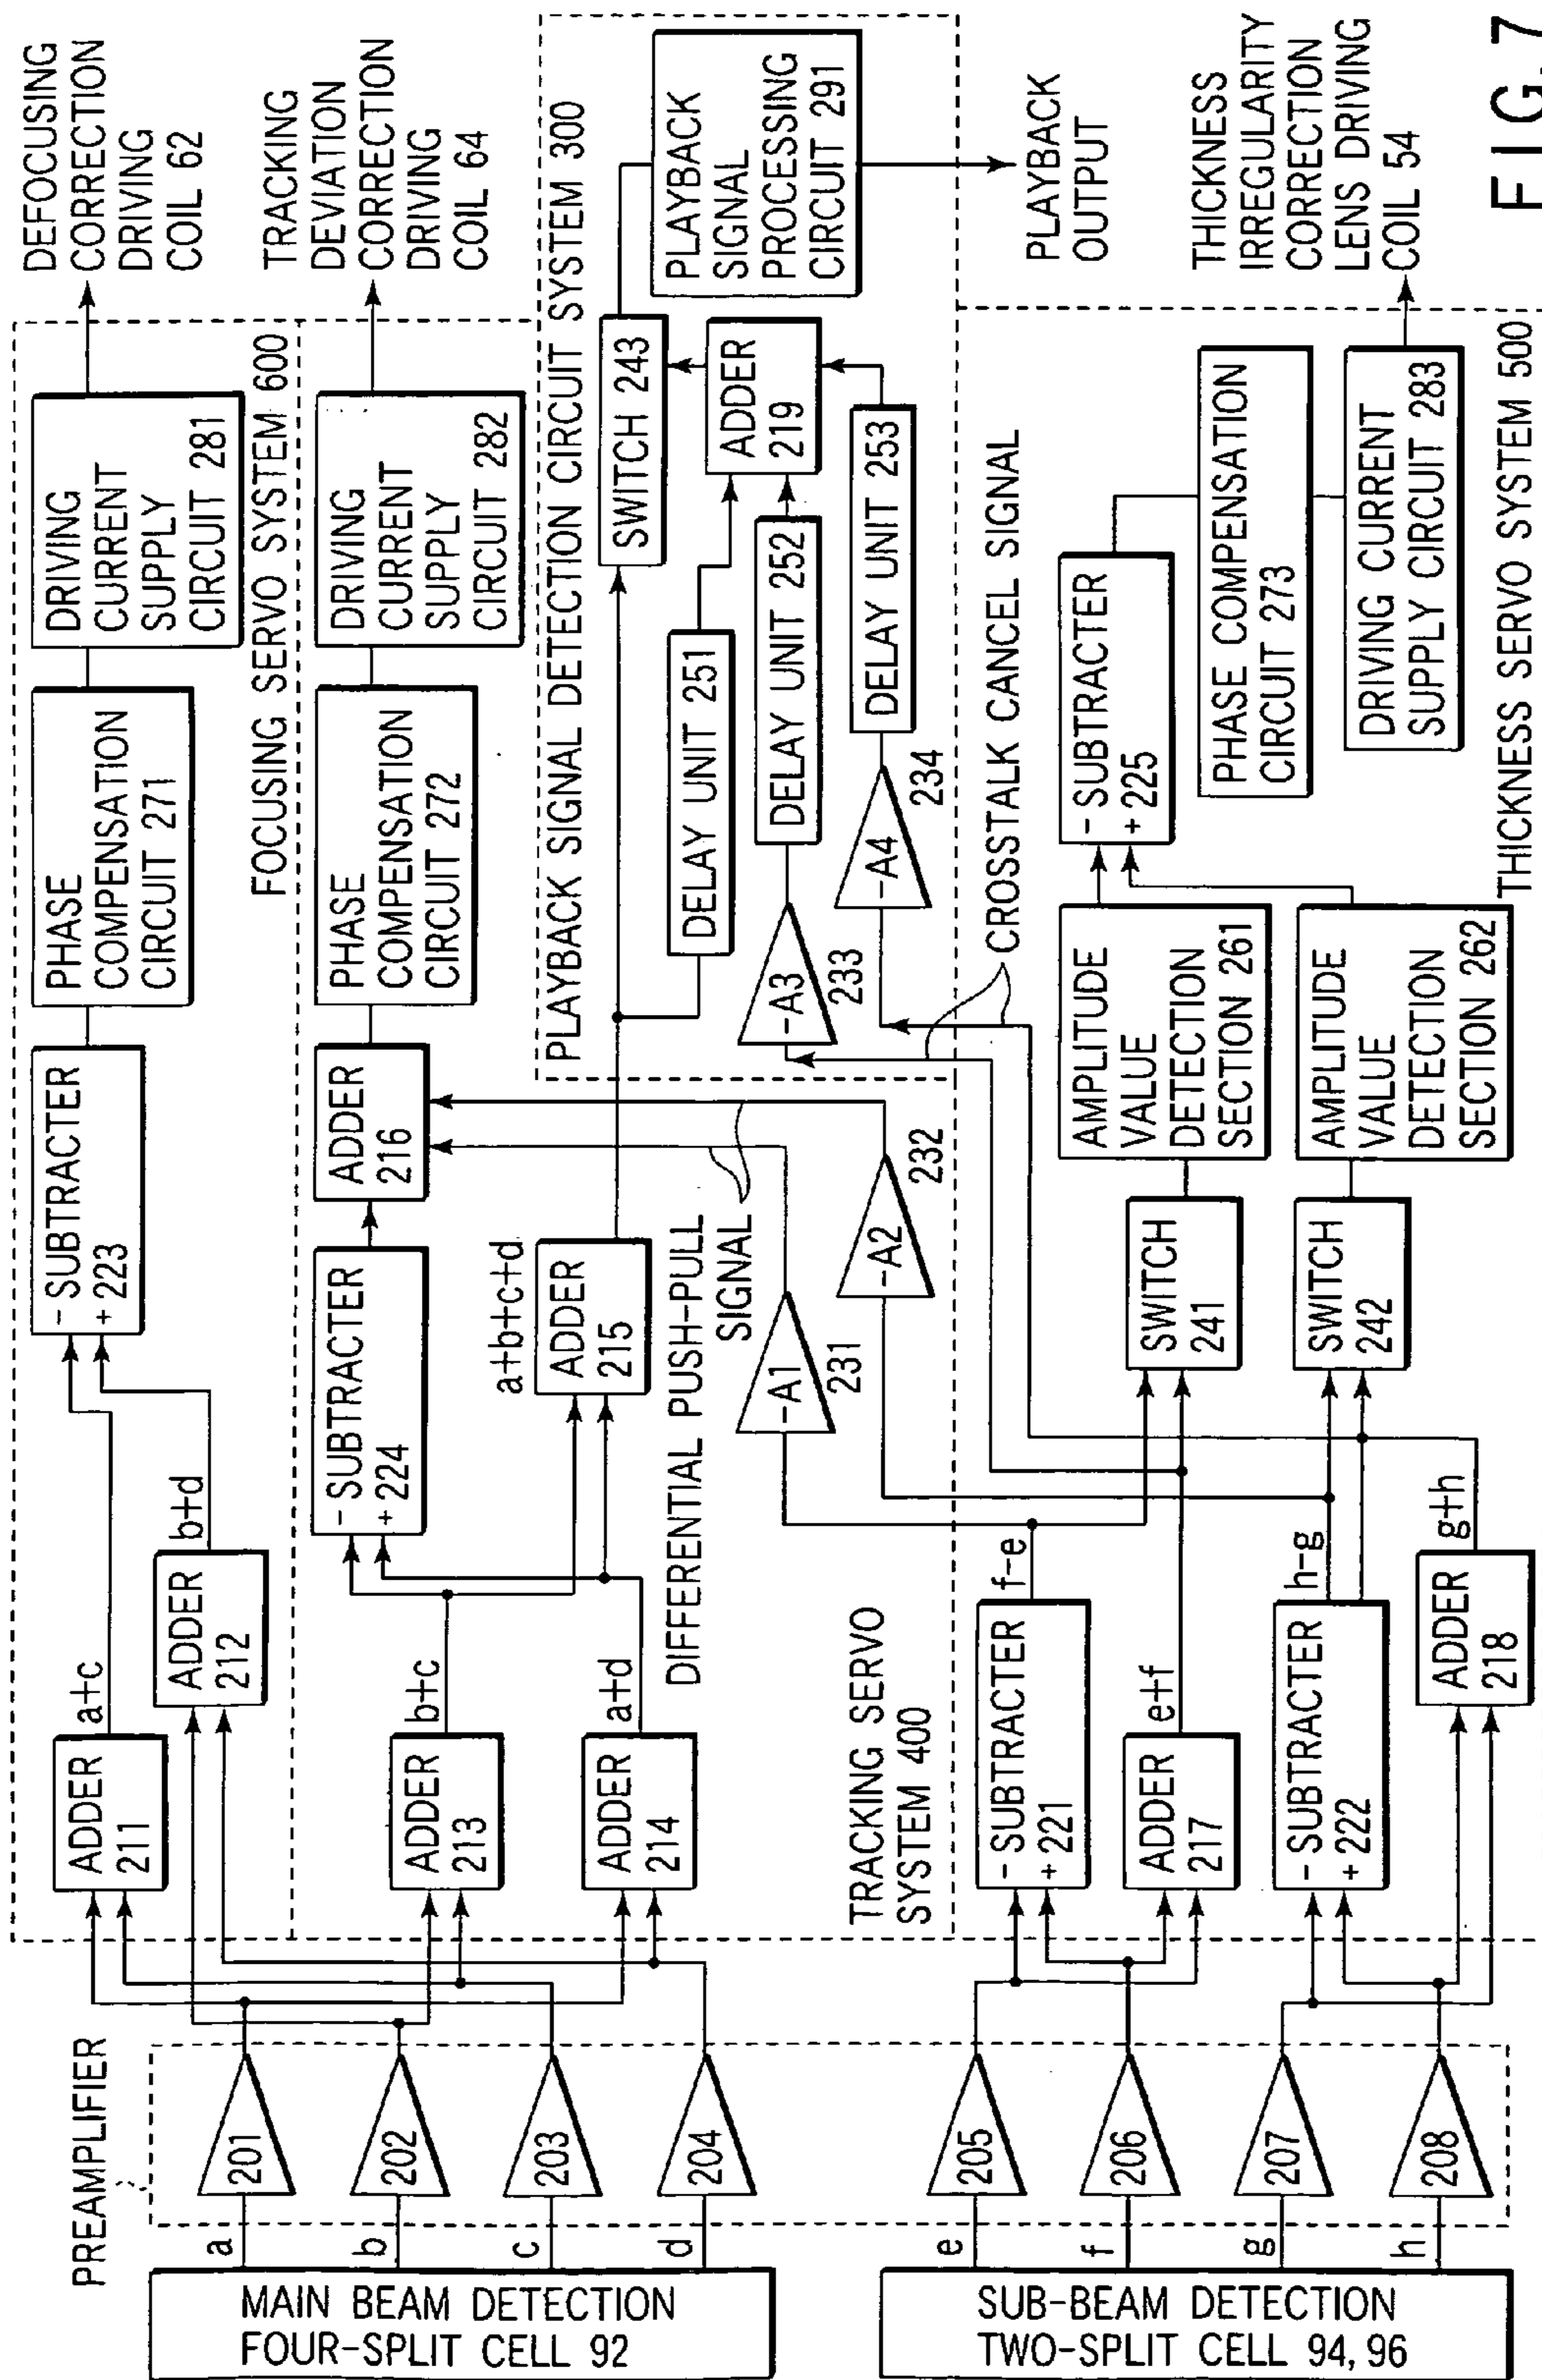 PREAMPLIFIER
MAIN BEAM DETECTION
FOUR-SPLIT CELL 92
SUB-BEAM DETECTION
TWO-SPLIT CELL 94, 96
a
b
c
d
e
f
g
h
201
202
203
204
205
206
207
208
ADDER
211
a+c
ADDER
212
b+d
- SUBTRACTER
+ 223
PHASE
COMPENSATION
CIRCUIT 271
DRIVING
CURRENT
SUPPLY
CIRCUIT 281
FOCUSING SERVO SYSTEM 600
DEFOCUSING
CORRECTION
DRIVING
COIL 62
ADDER
213
b+c
ADDER
214
a+d
- SUBTRACTER
+ 224
ADDER
215
a+b+c+d
ADDER
216
PHASE
COMPENSATION
CIRCUIT 272
DRIVING
CURRENT
SUPPLY
CIRCUIT 282
TRACKING
DEVIATION
CORRECTION
DRIVING
COIL 64
DIFFERENTIAL PUSH-PULL
SIGNAL
-A1
231
-A2
232
TRACKING SERVO
SYSTEM 400
PLAYBACK SIGNAL DETECTION CIRCUIT SYSTEM 300
-A3
233
-A4
234
DELAY UNIT 251
DELAY UNIT 252
DELAY UNIT 253
SWITCH 243
ADDER
219
PLAYBACK
SIGNAL
PROCESSING
CIRCUIT 291
PLAYBACK
OUTPUT
CROSSTALK CANCEL SIGNAL
- SUBTRACTER
+ 221
f-e
ADDER
217
e+f
- SUBTRACTER
+ 222
h-g
ADDER
218
g+h
SWITCH
241
SWITCH
242
AMPLITUDE
VALUE
DETECTION
SECTION 261
AMPLITUDE
VALUE
DETECTION
SECTION 262
- SUBTRACTER
+ 225
PHASE COMPENSATION
CIRCUIT 273
DRIVING CURRENT
SUPPLY CIRCUIT 283
THICKNESS SERVO SYSTEM 500
THICKNESS
IRREGULARITY
CORRECTION
LENS DRIVING
COIL 54
FIG. 7